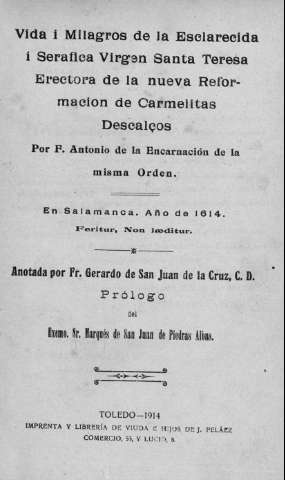 Vida i Milagros de la Esclarecida
i Serafica Virgen Santa Teresa
Erectora de la nueva Refor-
macion de Carmelitas
Descalços
Por F. Antonio de la Encarnación de la
misma Orden.
En Salamanca. Año de 1614.
Feritur, Non læditur.
Anotada por Fr. Gerardo de San Juan de la Cruz, C. D.
Prólogo
del
Excmo. Sr. Marqués de San Juan de Piedras Albas.
TOLEDO—1914
IMPRENTA Y LIBRERÍA DE VIUDA É HIJOS DE J. PELÁEZ
COMERCIO, 55, Y LUCIO, 8.